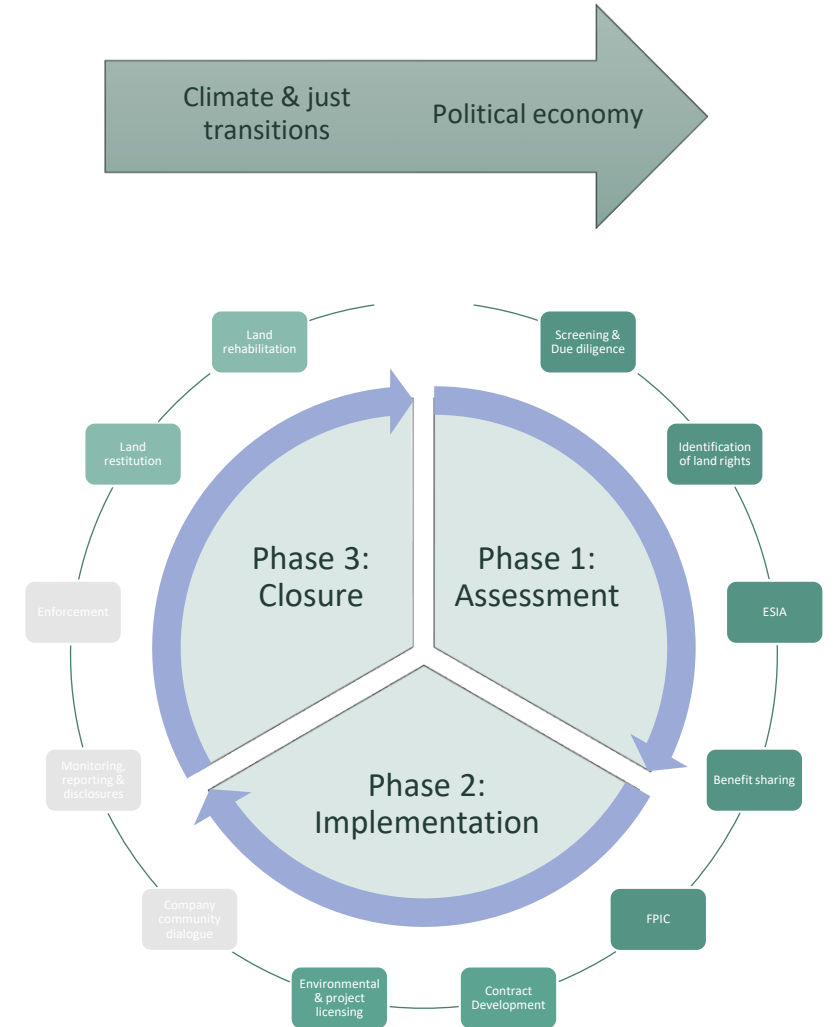 Climate & just
transitions
Political economy
Screening &
Due diligence
Identification
of land rights
ESIA
Benefit sharing
FPIC
Contract
Development
Environmental
& project
licensing
Company
community
dialogue
Monitoring,
reporting &
disclosures
Enforcement
Land
restitution
Land
rehabilitation
Phase 1:
Assessment
Phase 2:
Implementation
Phase 3:
Closure